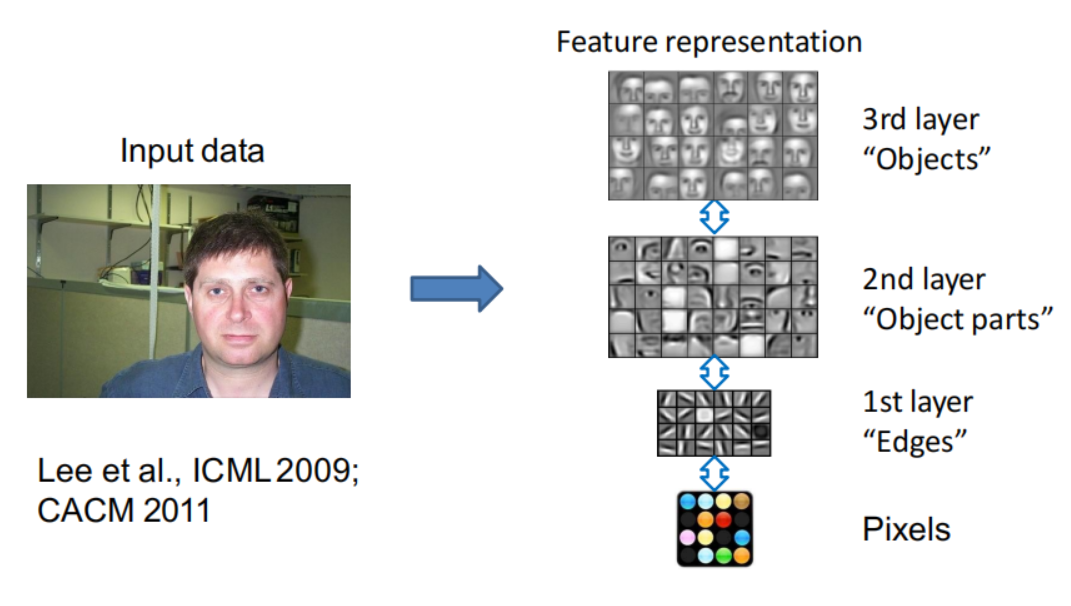 Feature representation
Input data
3rd layer
“Objects”
2nd layer
“Object parts”
1st layer
“Edges”
Lee et al., ICML 2009;
CACM 2011
Pixels